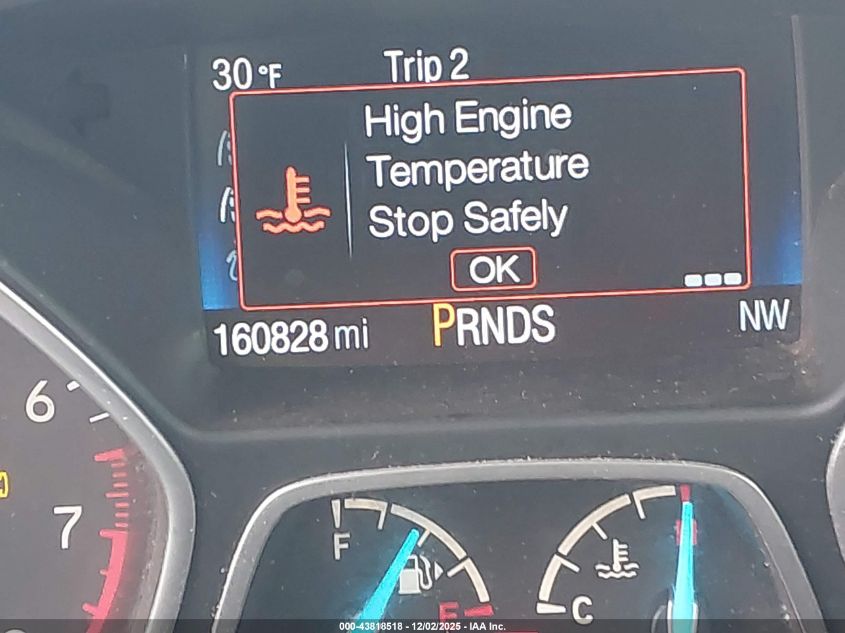 30°F
Trip 2
High Engine
Temperature
Stop Safely
OK
160828 mi
PRNDS
NW
6
7
F
E
C
H
000-43818518 - 12/02/2025 - IAA Inc.